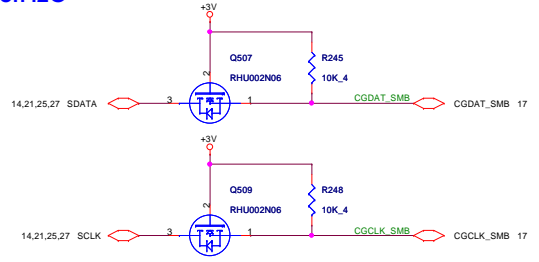 +3V
Q507
R245
2
RHU002N06
10K_4
14,21,25,27 SDATA
3
1
CGDAT_SMB
CGDAT_SMB 17
+3V
Q509
R248
2
RHU002N06
10K_4
14,21,25,27 SCLK
3
1
CGCLK_SMB
CGCLK_SMB 17